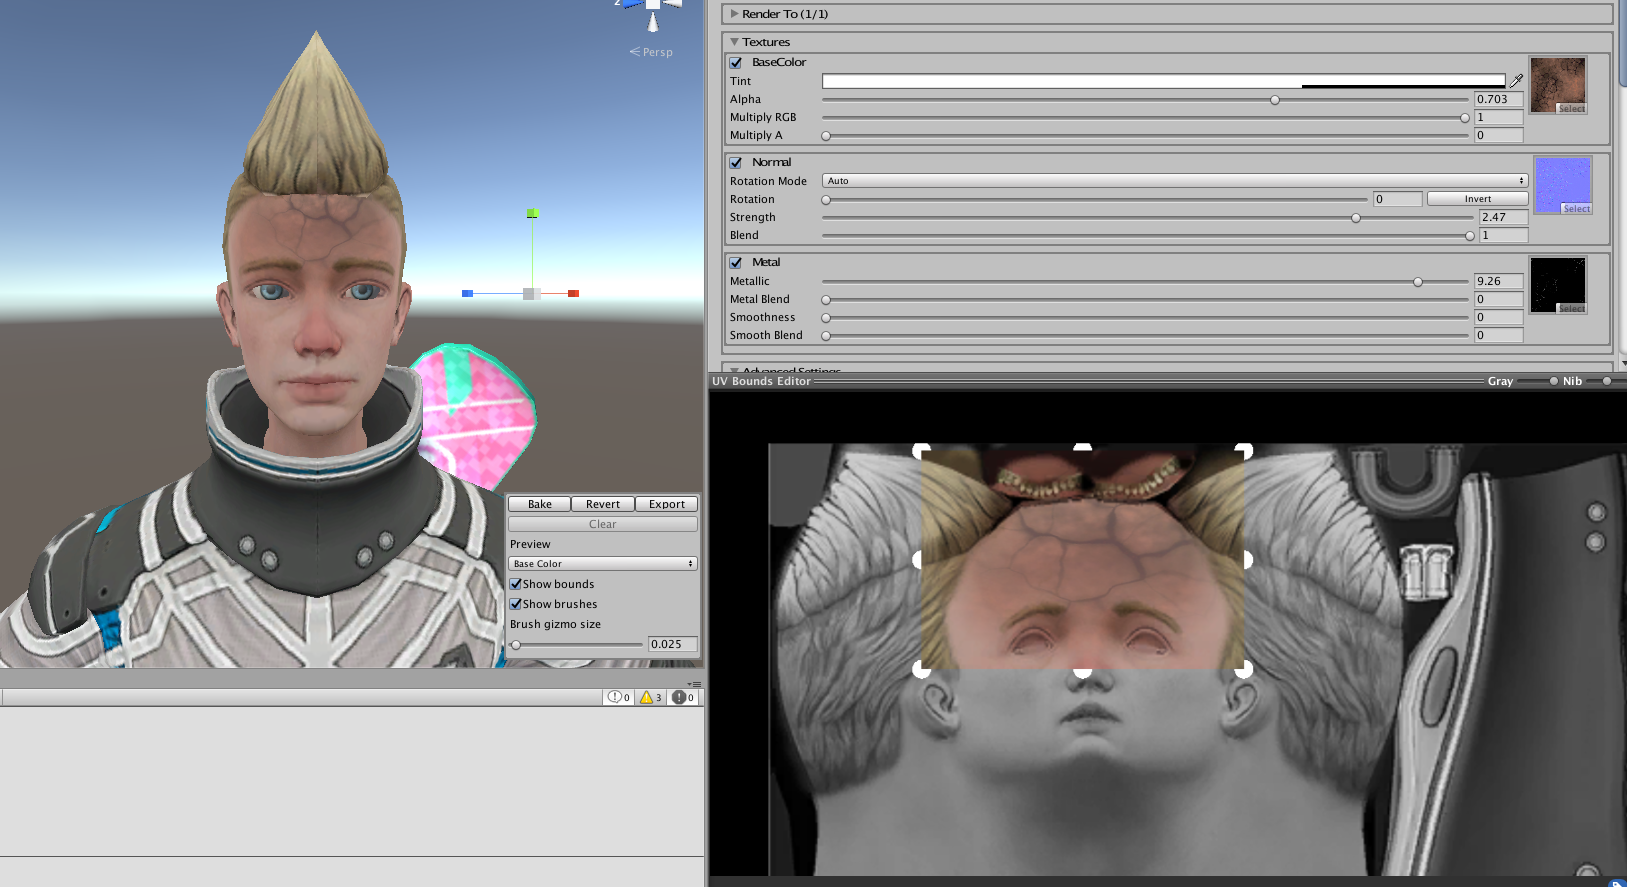 z
Persp
Render To (1/1)
Textures
BaseColor
Tint
Alpha
0.703
Multiply RGB
1
Multiply A
0
Select
Normal
Rotation Mode
Auto
Rotation
0
Invert
Strength
2.47
Blend
1
Select
Metal
Metallic
9.26
Metal Blend
0
Smoothness
0
Smooth Blend
0
Select
Advanced Settings
UV Bounds Editor
Gray
Nib
Bake
Revert
Export
Clear
Preview
Base Color
Show bounds
Show brushes
Brush gizmo size
0.025
0
3
0